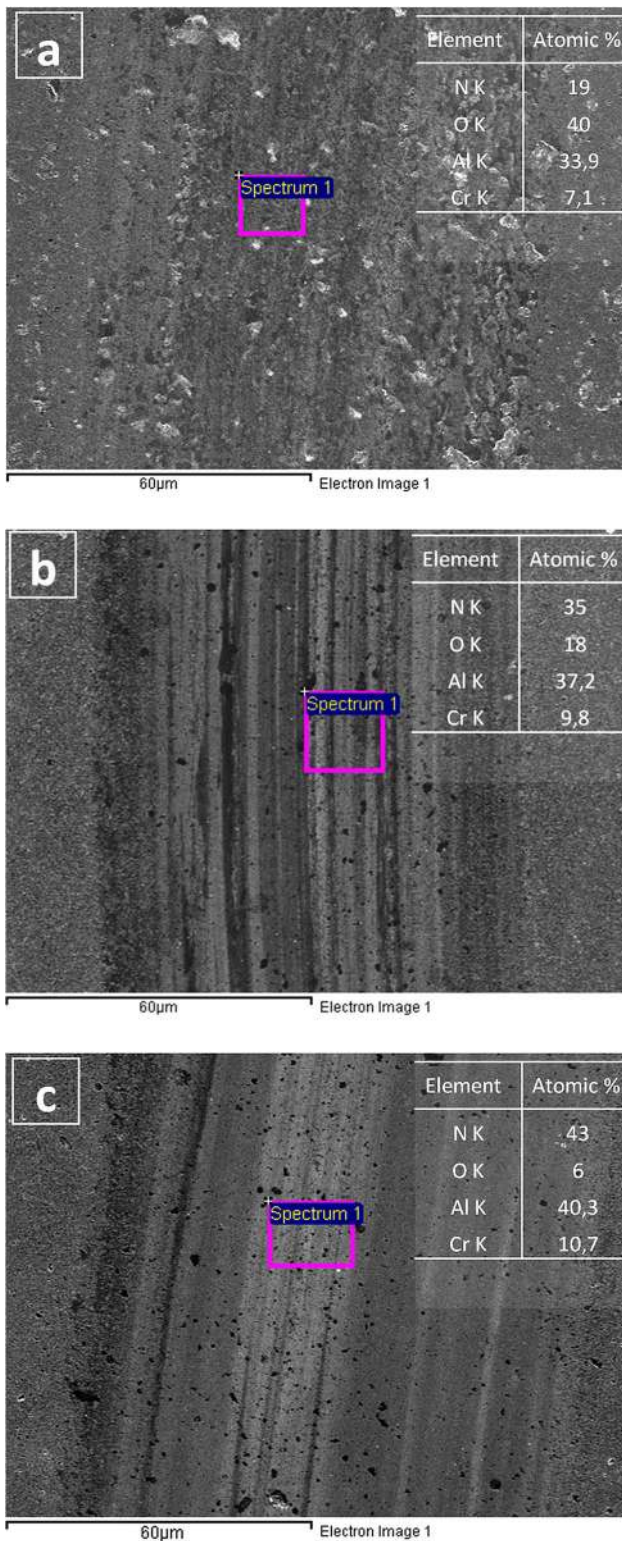 a
Element Atomic %
N K 19
O K 40
Al K 33,9
Cr K 7,1
Spectrum 1
60µm Electron Image 1
b
Element Atomic %
N K 35
O K 18
Al K 37,2
Cr K 9,8
Spectrum 1
60µm Electron Image 1
c
Element Atomic %
N K 43
O K 6
Al K 40,3
Cr K 10,7
Spectrum 1
60µm Electron Image 1